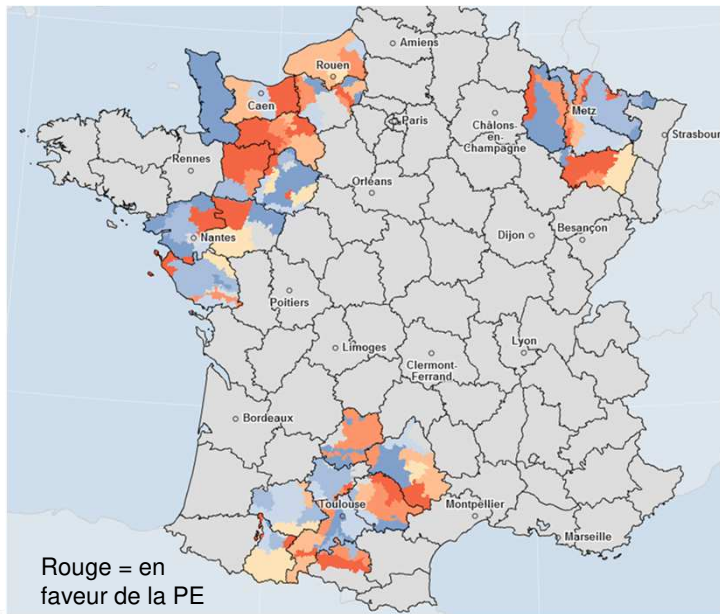 Amiens
Rouen
Caen
Metz
Paris
Châlons-
en-
Champagne
Strasbour
Rennes
Orléans
Nantes
Dijon
Besançon
Poitiers
Limoges
Lyon
Clermont-
Ferrand
Bordeaux
Toulouse
Montpellier
Marseille
Rouge = en
faveur de la PE